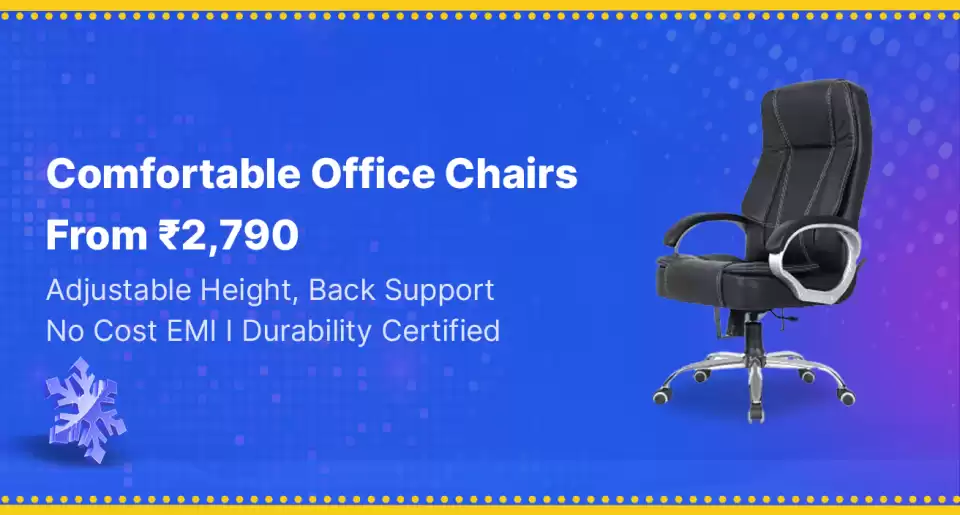 Comfortable Office Chairs
From ₹2,790
Adjustable Height, Back Support
No Cost EMI I Durability Certified